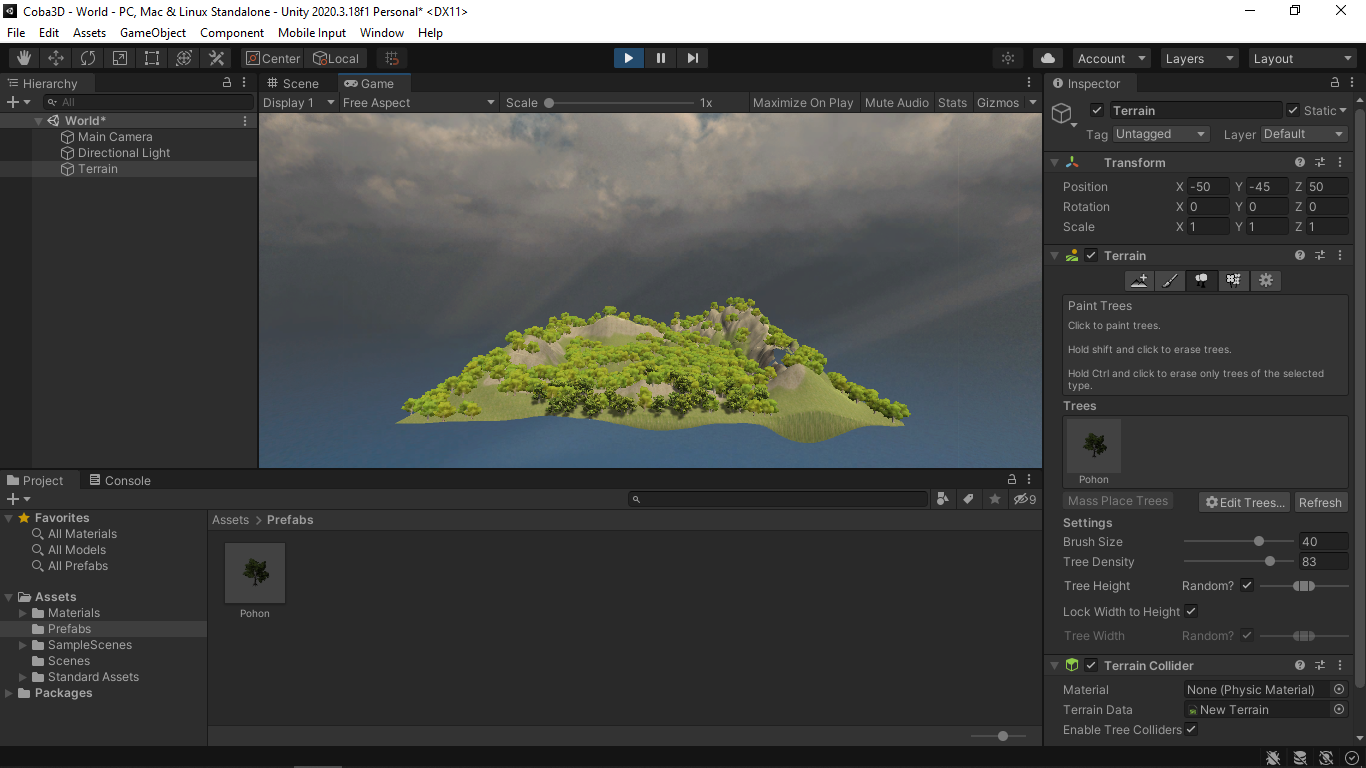 Coba3D - World - PC, Mac & Linux Standalone - Unity 2020.3.18f1 Personal* <DX11>
File Edit Assets GameObject Component Mobile Input Window Help
Center Local Account Layers Layout
Hierarchy
All
World*
Main Camera
Directional Light
Terrain
Scene Game
Display 1 Free Aspect Scale 1x Maximize On Play Mute Audio Stats Gizmos
Inspector
Terrain Static
Tag Untagged Layer Default
Transform
Position X -50 Y -45 Z 50
Rotation X 0 Y 0 Z 0
Scale X 1 Y 1 Z 1
Terrain
Paint Trees
Click to paint trees.
Hold shift and click to erase trees.
Hold Ctrl and click to erase only trees of the selected
type.
Trees
Pohon
Mass Place Trees Edit Trees... Refresh
Settings
Brush Size 40
Tree Density 83
Tree Height Random?
Lock Width to Height
Tree Width Random?
Terrain Collider
Material None (Physic Material)
Terrain Data New Terrain
Enable Tree Colliders
Project Console
9
Favorites
All Materials
All Models
All Prefabs
Assets
Materials
Prefabs
SampleScenes
Scenes
Standard Assets
Packages
Assets > Prefabs
Pohon